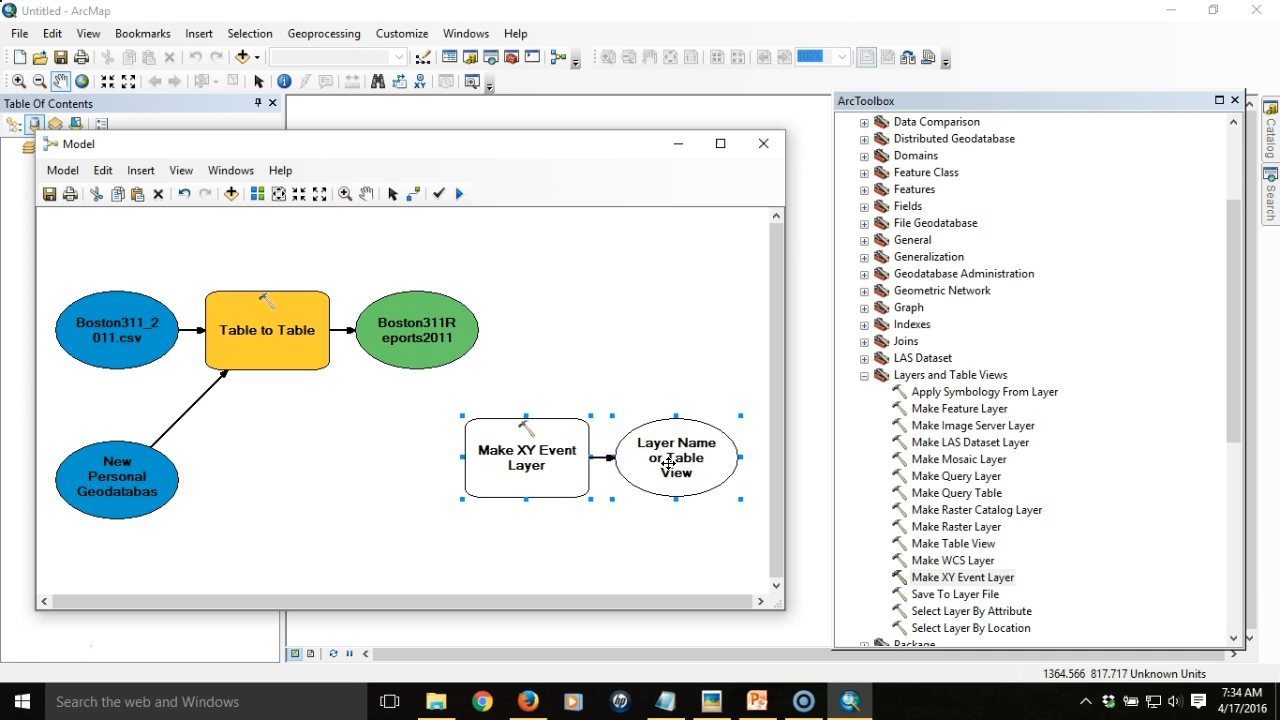 Untitled - ArcMap
File Edit View Bookmarks Insert Selection Geoprocessing Customize Windows Help
100%
Table Of Contents
ArcToolbox
Model
Model Edit Insert View Windows Help
Boston311_2
011.csv
Table to Table
Boston311R
eports2011
New
Personal
Geodatabas
Make XY Event
Layer
Layer Name
or Table
View
Data Comparison
Distributed Geodatabase
Domains
Feature Class
Features
Fields
File Geodatabase
General
Generalization
Geodatabase Administration
Geometric Network
Graph
Indexes
Joins
LAS Dataset
Layers and Table Views
Apply Symbology From Layer
Make Feature Layer
Make Image Server Layer
Make LAS Dataset Layer
Make Mosaic Layer
Make Query Layer
Make Query Table
Make Raster Catalog Layer
Make Raster Layer
Make Table View
Make WCS Layer
Make XY Event Layer
Save To Layer File
Select Layer By Attribute
Select Layer By Location
Package
Catalog
Search
1364.566 817.717 Unknown Units
Search the web and Windows
7:34 AM
4/17/2016